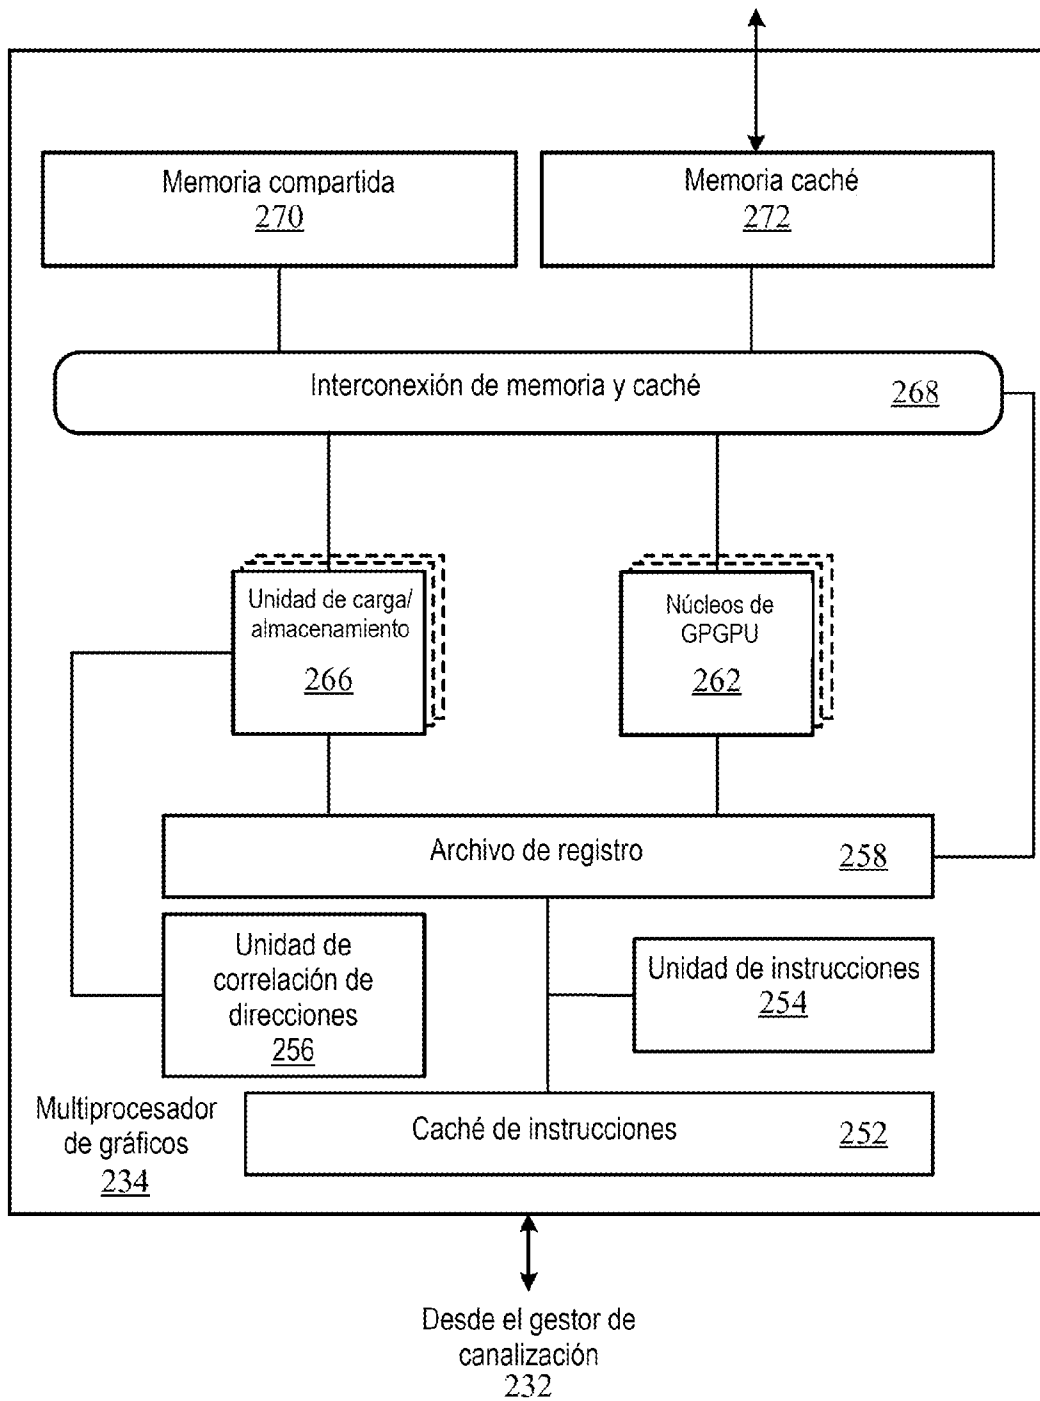 Memoria compartida
270
Memoria caché
272
Interconexión de memoria y caché
268
Unidad de carga/
almacenamiento
266
Núcleos de
GPGPU
262
Archivo de registro
258
Unidad de
correlación de
direcciones
256
Unidad de instrucciones
254
Caché de instrucciones
252
Multiprocesador
de gráficos
234
Desde el gestor de
canalización
232